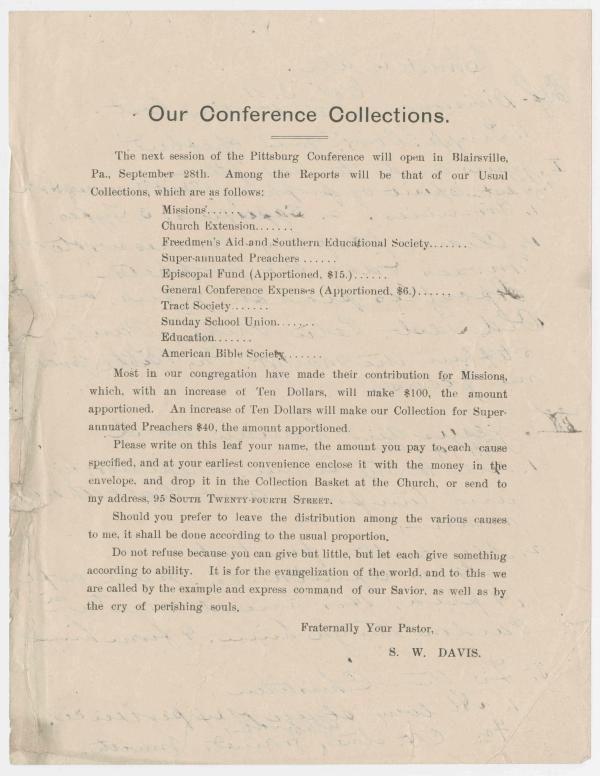 Our Conference Collections.
The next session of the Pittsburg Conference will open in Blairsville,
Pa., September 28th. Among the Reports will be that of our Usual
Collections, which are as follows:
Missions......
Church Extension.......
Freedmen's Aid and Southern Educational Society.......
Super-annuated Preachers ......
Episcopal Fund (Apportioned, $15.)......
General Conference Expenses (Apportioned, $6.)......
Tract Society.......
Sunday School Union.......
Education.......
American Bible Society......
Most in our congregation have made their contribution for Missions,
which, with an increase of Ten Dollars, will make $100, the amount
apportioned. An increase of Ten Dollars will make our Collection for Super-
annuated Preachers $40, the amount apportioned.
Please write on this leaf your name, the amount you pay to each cause
specified, and at your earliest convenience enclose it with the money in the
envelope, and drop it in the Collection Basket at the Church, or send to
my address, 95 South Twenty-fourth Street.
Should you prefer to leave the distribution among the various causes
to me, it shall be done according to the usual proportion.
Do not refuse because you can give but little, but let each give something
according to ability. It is for the evangelization of the world, and to this we
are called by the example and express command of our Savior, as well as by
the cry of perishing souls.
Fraternally Your Pastor,
S. W. DAVIS.